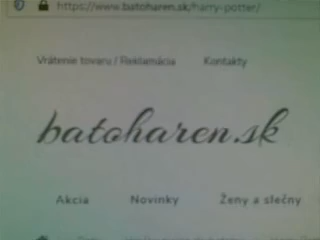 https://www.batoharen.sk/harry-potter/
Vrátenie tovaru / Reklamácia Kontakty
batoharen.sk
Akcia Novinky Ženy a slečny